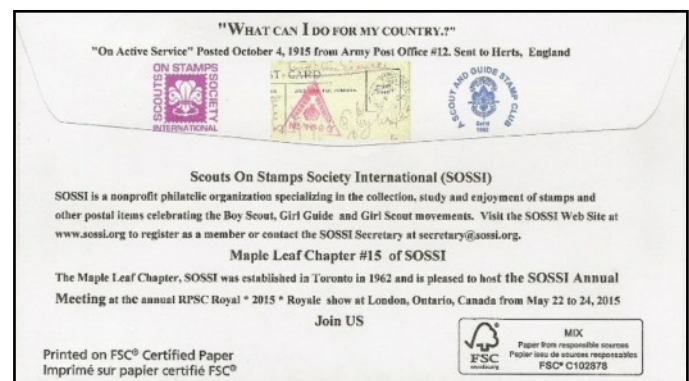 "WHAT CAN I DO FOR MY COUNTRY.?"
"On Active Service" Posted October 4, 1915 from Army Post Office #12. Sent to Herts, England
SCOUTS ON STAMPS SOCIETY INTERNATIONAL
ST-CARD
A SCOUT AND GUIDE STAMP CLUB
Scouts On Stamps Society International (SOSSI)
SOSSI is a nonprofit philatelic organization specializing in the collection, study and enjoyment of stamps and
other postal items celebrating the Boy Scout, Girl Guide and Girl Scout movements. Visit the SOSSI Web Site at
www.sossi.org to register as a member or contact the SOSSI Secretary at secretary@sossi.org.
Maple Leaf Chapter #15 of SOSSI
The Maple Leaf Chapter, SOSSI was established in Toronto in 1962 and is pleased to host the SOSSI Annual
Meeting at the annual RPSC Royal * 2015 * Royale show at London, Ontario, Canada from May 22 to 24, 2015
Join US
Printed on FSC® Certified Paper
Imprimé sur papier certifié FSC®
FSC
MIX
Paper from responsible sources
Papier issu de sources responsables
FSC® C102878